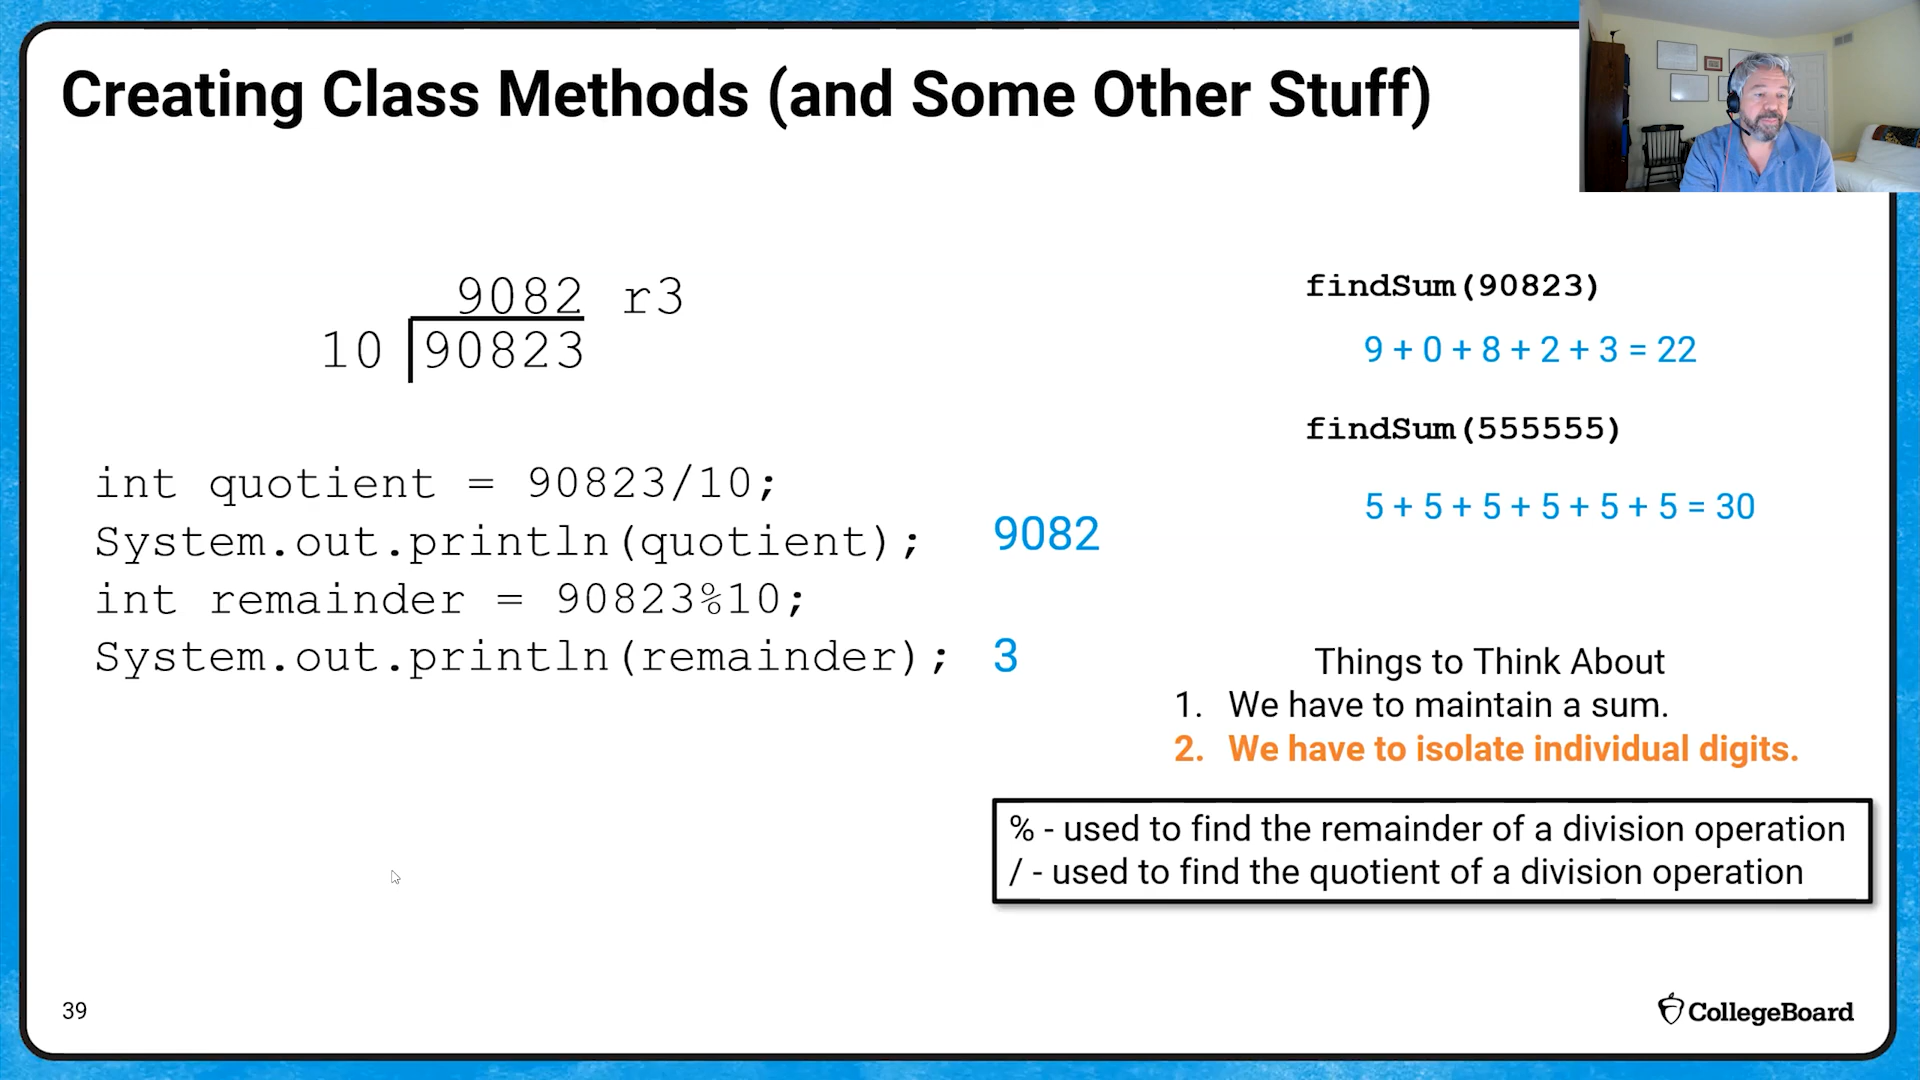 Creating Class Methods (and Some Other Stuff)
9082 r3
10 90823
int quotient = 90823/10;
System.out.println(quotient); 9082
int remainder = 90823%10;
System.out.println(remainder); 3
findSum(90823)
9 + 0 + 8 + 2 + 3 = 22
findSum(555555)
5 + 5 + 5 + 5 + 5 + 5 = 30
Things to Think About
1. We have to maintain a sum.
2. We have to isolate individual digits.
% - used to find the remainder of a division operation
/ - used to find the quotient of a division operation
39
CollegeBoard